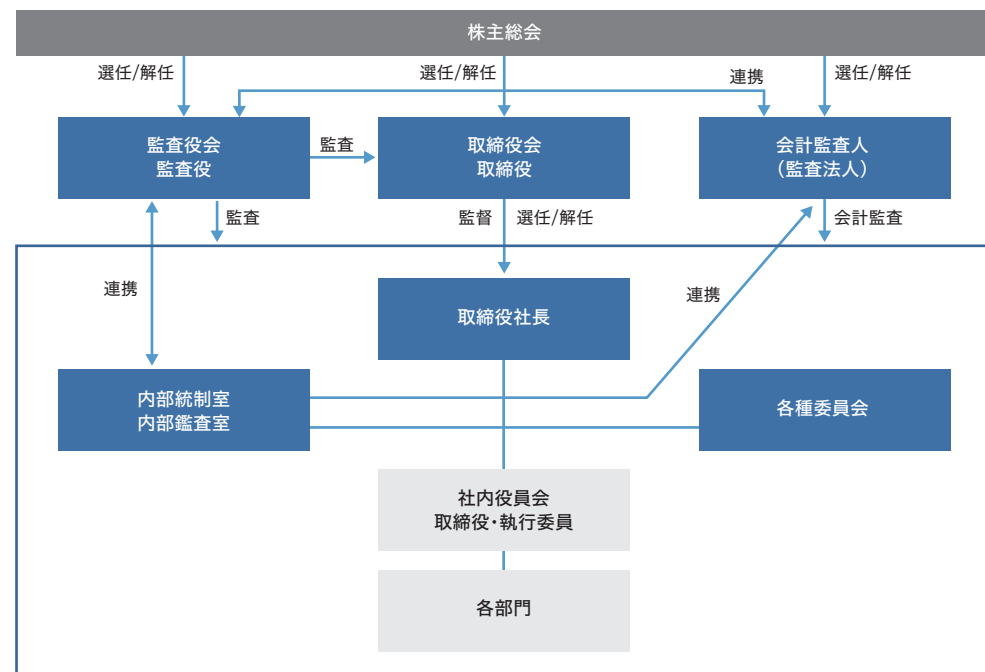 株主総会
選任/解任
選任/解任
連携
選任/解任
監査役会
監査役
監査
取締役会
取締役
会計監査人
（監査法人）
監査
監督
選任/解任
会計監査
連携
連携
取締役社長
内部統制室
内部鑑査室
各種委員会
社内役員会
取締役・執行委員
各部門